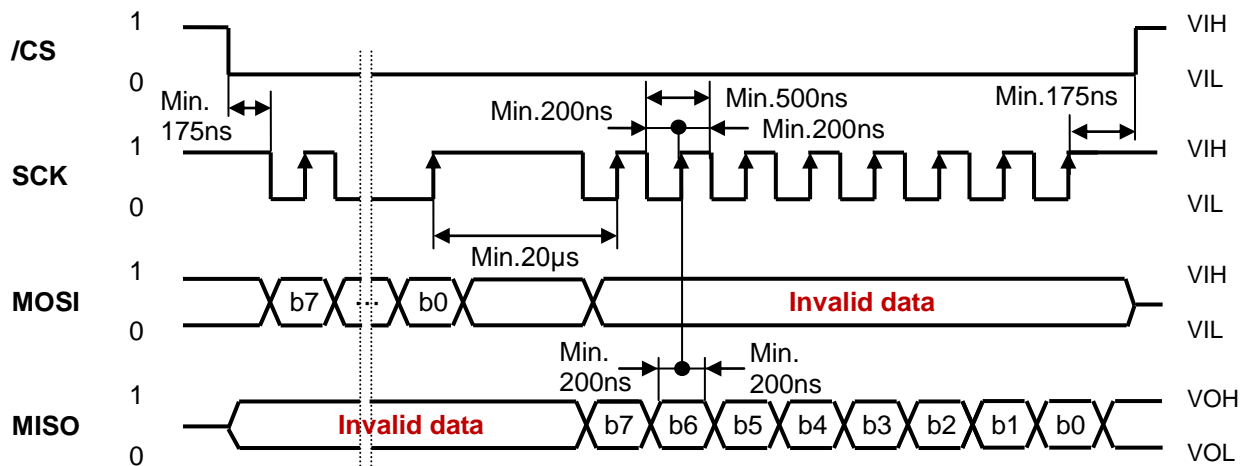 /CS 1 0 VIH VIL
Min. 175ns
Min.200ns Min.500ns Min.200ns
Min.175ns
SCK 1 0 VIH VIL
Min.20µs
MOSI 1 0 b7 ... b0 Invalid data VIH VIL
Min. 200ns Min. 200ns
MISO 1 0 Invalid data b7 b6 b5 b4 b3 b2 b1 b0 VOH VOL